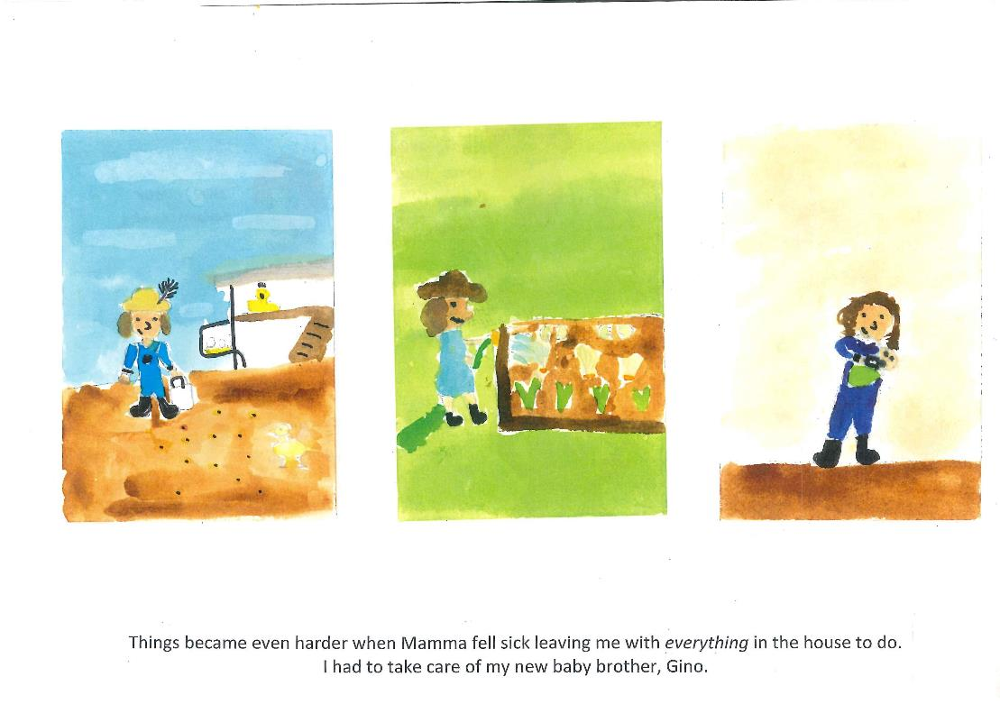 Things became even harder when Mamma fell sick leaving me with everything in the house to do.
I had to take care of my new baby brother, Gino.